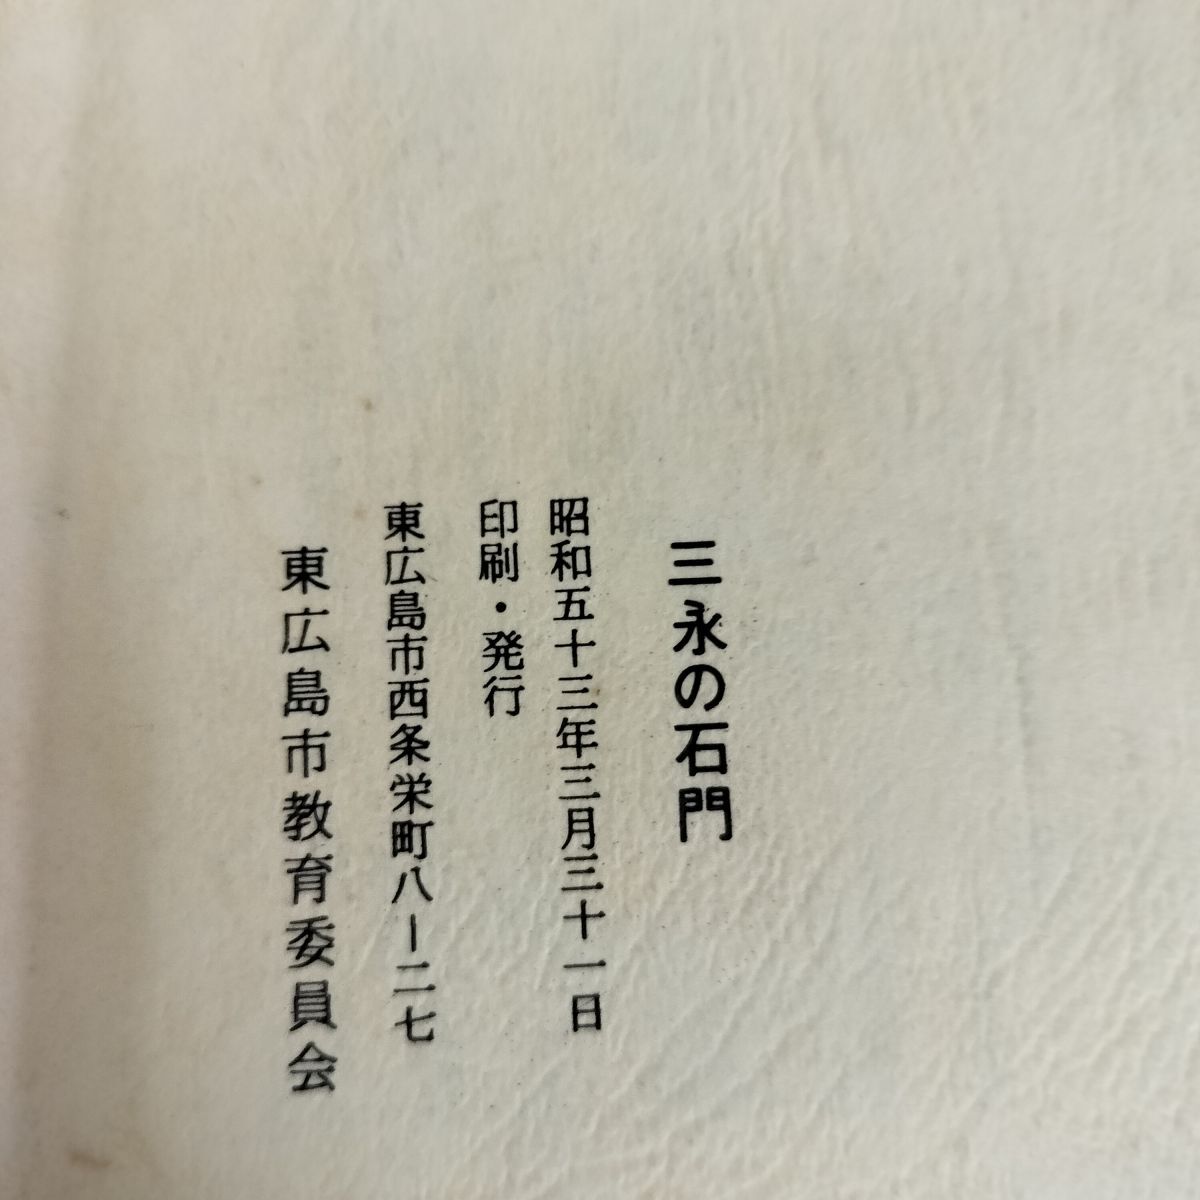 三永の石門
昭和五十三年三月三十一日
印刷・発行
東広島市西条栄町八ー二七
東広島市教育委員会